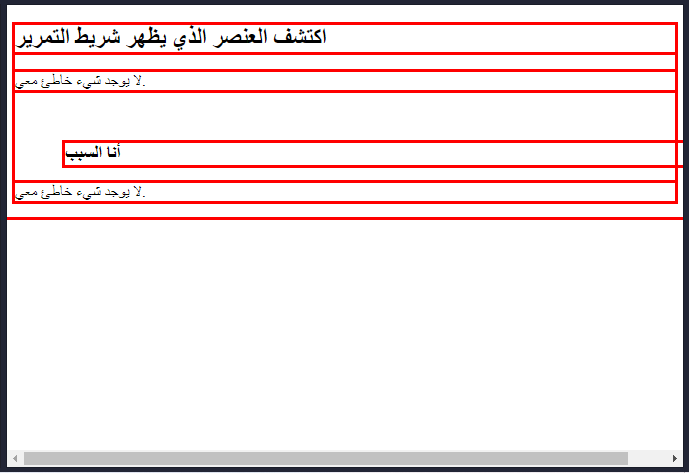 اكتشف العنصر الذي يظهر شريط التمرير
لا يوجد شيء خاطئ معي.
أنا السبب
لا يوجد شيء خاطئ معي.